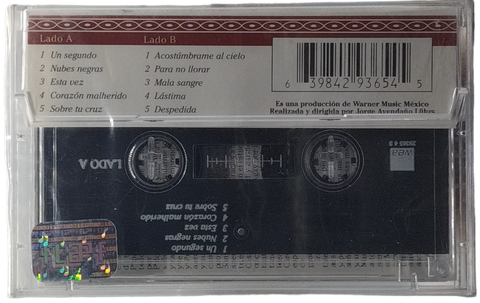 Lado A
1 Un segundo
2 Nubes negras
3 Esta vez
4 Corazón malherido
5 Sobre tu cruz
Lado B
1 Acostúmbrame al cielo
2 Para no llorar
3 Mala sangre
4 Lástima
5 Despedida
6 39842 93654 5
Es una producción de Warner Music México
Realizada y dirigida por Jorge Avendaño Lührs
LADO A
wea
1 Un segundo
2 Nubes negras
3 Esta vez
4 Corazón malherido
5 Sobre tu cruz